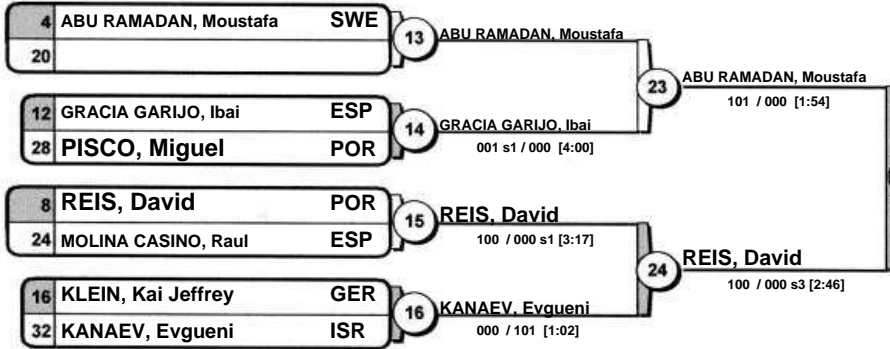 4 ABU RAMADAN, Moustafa SWE
20
13
ABU RAMADAN, Moustafa
12 GRACIA GARIJO, Ibai ESP
28 PISCO, Miguel POR
14
GRACIA GARIJO, Ibai
001 s1 / 000 [4:00]
23
ABU RAMADAN, Moustafa
101 / 000 [1:54]
8 REIS, David POR
24 MOLINA CASINO, Raul ESP
15
REIS, David
100 / 000 s1 [3:17]
16 KLEIN, Kai Jeffrey GER
32 KANAEV, Evgueni ISR
16
KANAEV, Evgueni
000 / 101 [1:02]
24
REIS, David
100 / 000 s3 [2:46]